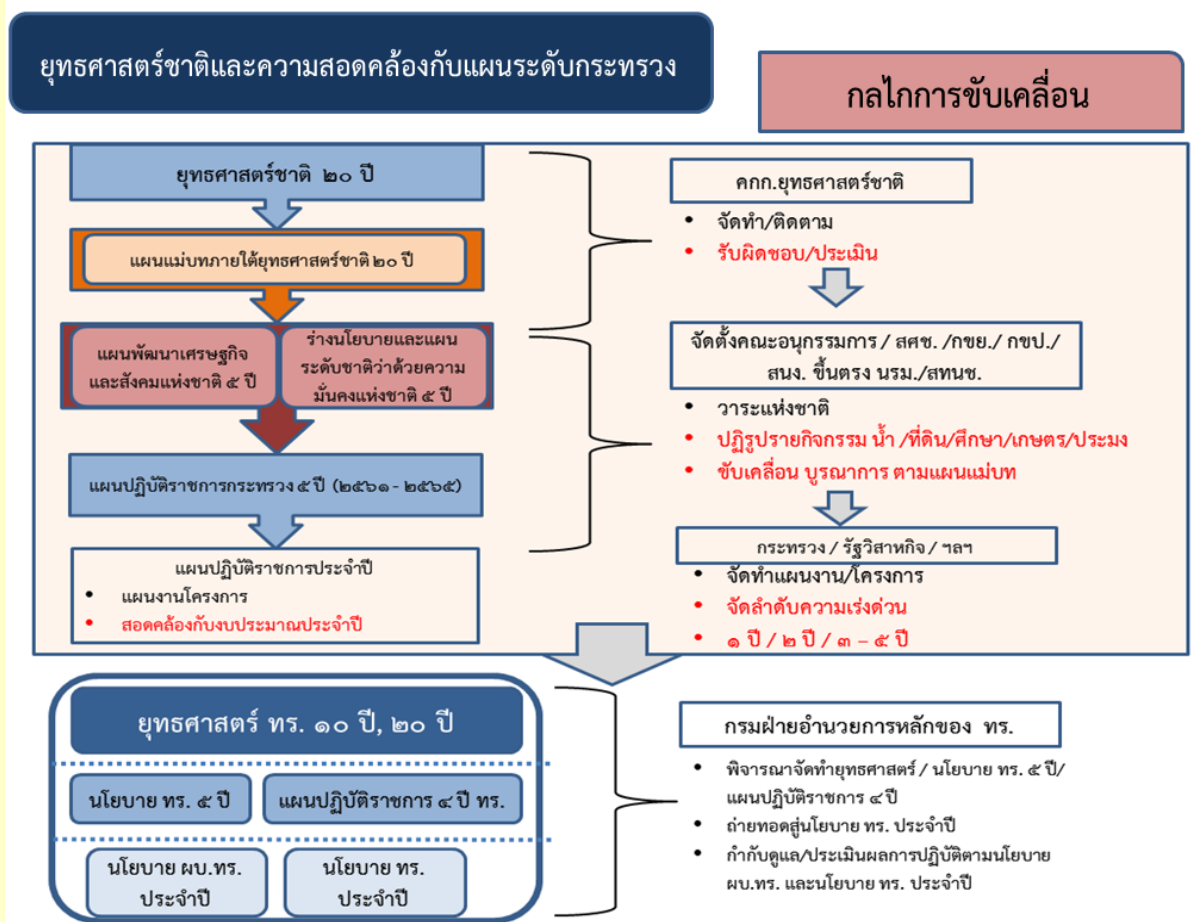 ยุทธศาสตร์ชาติและความสอดคล้องกับแผนระดับกระทรวง
กลไกการขับเคลื่อน
ยุทธศาสตร์ชาติ ๒๐ ปี
แผนแม่บทภายใต้ยุทธศาสตร์ชาติ ๒๐ ปี
แผนพัฒนาเศรษฐกิจ
และสังคมแห่งชาติ ๕ ปี
ร่างนโยบายและแผน
ระดับชาติว่าด้วยความ
มั่นคงแห่งชาติ ๕ ปี
แผนปฏิบัติราชการกระทรวง ๕ ปี (๒๕๖๑ - ๒๕๖๕)
แผนปฏิบัติราชการประจำปี
• แผนงานโครงการ
• สอดคล้องกับงบประมาณประจำปี
คกก.ยุทธศาสตร์ชาติ
• จัดทำ/ติดตาม
• รับผิดชอบ/ประเมิน
จัดตั้งคณะอนุกรรมการ / สศช. /กขย./ กขป./
สนง. ขึ้นตรง นรม./สทนช.
• วาระแห่งชาติ
• ปฏิรูปรายกิจกรรม น้ำ /ที่ดิน/ศึกษา/เกษตร/ประมง
• ขับเคลื่อน บูรณาการ ตามแผนแม่บท
กระทรวง / รัฐวิสาหกิจ / ฯลฯ
• จัดทำแผนงาน/โครงการ
• จัดลำดับความเร่งด่วน
• ๑ ปี / ๒ ปี / ๓ – ๕ ปี
ยุทธศาสตร์ ทร. ๑๐ ปี, ๒๐ ปี
นโยบาย ทร. ๕ ปี
แผนปฏิบัติราชการ ๔ ปี ทร.
นโยบาย ผบ.ทร.
ประจำปี
นโยบาย ทร.
ประจำปี
กรมฝ่ายอำนวยการหลักของ ทร.
• พิจารณาจัดทำยุทธศาสตร์ / นโยบาย ทร. ๕ ปี/
แผนปฏิบัติราชการ ๔ ปี
• ถ่ายทอดสู่นโยบาย ทร. ประจำปี
• กำกับดูแล/ประเมินผลการปฏิบัติตามนโยบาย
ผบ.ทร. และนโยบาย ทร. ประจำปี